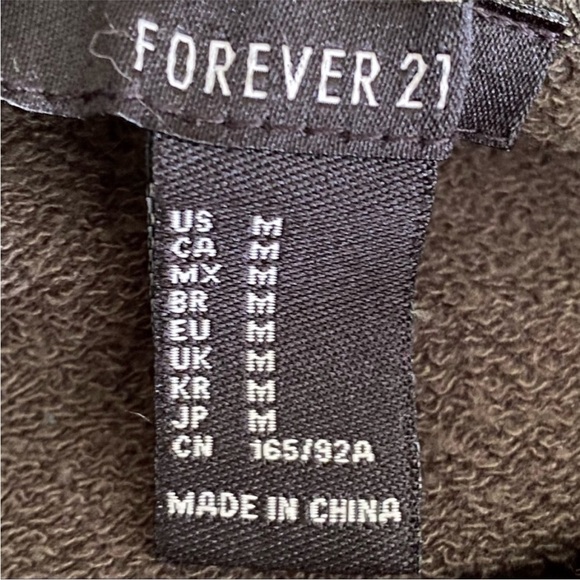 FOREVER 21
US M
CA M
MX M
BR M
EU M
UK M
KR M
JP M
CN 165/92A
MADE IN CHINA